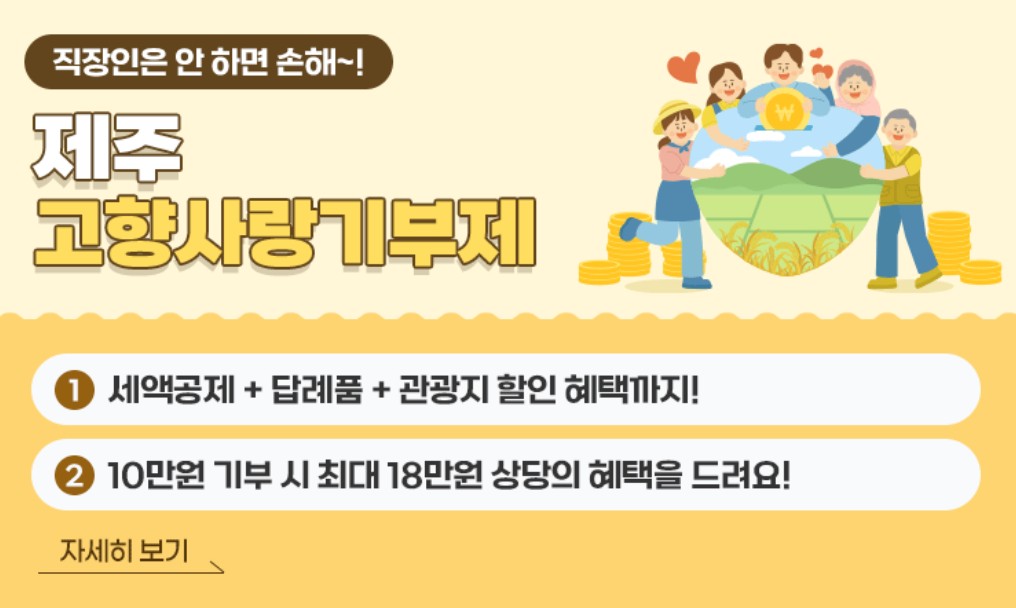 직장인은 안 하면 손해~!
제주
고향사랑기부제
1 세액공제 + 답례품 + 관광지 할인 혜택까지!
2 10만원 기부 시 최대 18만원 상당의 혜택을 드려요!
자세히 보기
₩